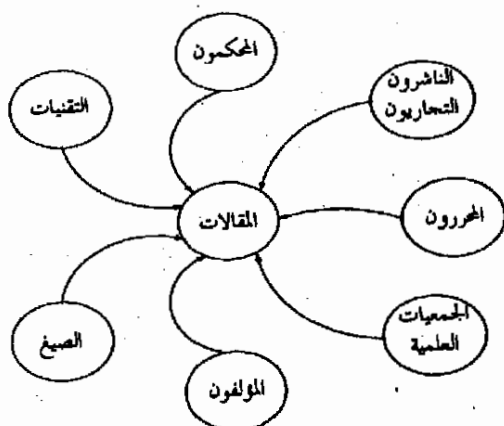 المحكمون
الناشرون
التجاريون
التقنيات
المقالات
المحررون
الجمعيات
العلمية
الصيغ
المؤلفون